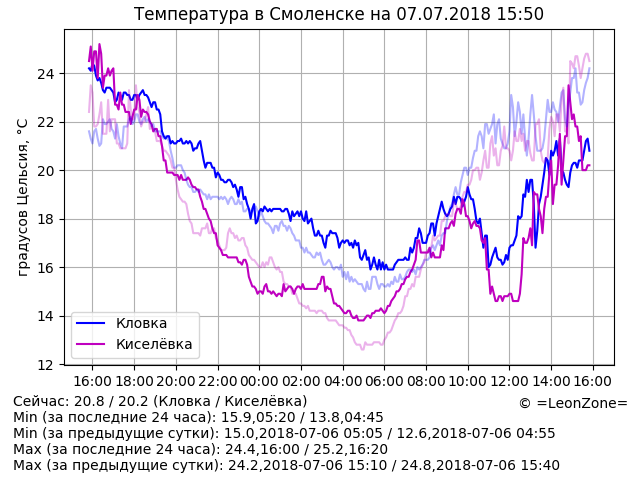 Температура в Смоленске на 07.07.2018 15:50
градусов Цельсия, °C
24
22
20
18
16
14
12
Кловка
Киселёвка
16:00 18:00 20:00 22:00 00:00 02:00 04:00 06:00 08:00 10:00 12:00 14:00 16:00
Сейчас: 20.8 / 20.2 (Кловка / Киселёвка)
© =LeonZone=
Min (за последние 24 часа): 15.9,05:20 / 13.8,04:45
Min (за предыдущие сутки): 15.0,2018-07-06 05:05 / 12.6,2018-07-06 04:55
Max (за последние 24 часа): 24.4,16:00 / 25.2,16:20
Max (за предыдущие сутки): 24.2,2018-07-06 15:10 / 24.8,2018-07-06 15:40